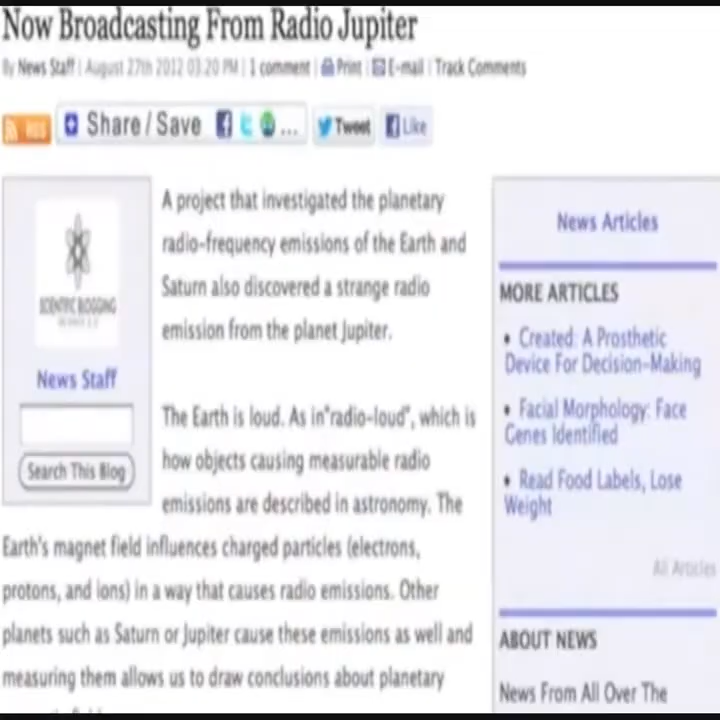 Now Broadcasting From Radio Jupiter
By News Staff | August 27th 2012 03:20 PM | 1 comment | Print | E-mail | Track Comments
RSS
Share / Save ...
Tweet
Like
SCIENTIFIC BLOGGING
News Staff
Search This Blog
A project that investigated the planetary
radio-frequency emissions of the Earth and
Saturn also discovered a strange radio
emission from the planet Jupiter.
The Earth is loud. As in"radio-loud", which is
how objects causing measurable radio
emissions are described in astronomy. The
Earth's magnet field influences charged particles (electrons,
protons, and ions) in a way that causes radio emissions. Other
planets such as Saturn or Jupiter cause these emissions as well and
measuring them allows us to draw conclusions about planetary
News Articles
MORE ARTICLES
• Created: A Prosthetic
Device For Decision-Making
• Facial Morphology: Face
Genes Identified
• Read Food Labels, Lose
Weight
All Articles
ABOUT NEWS
News From All Over The